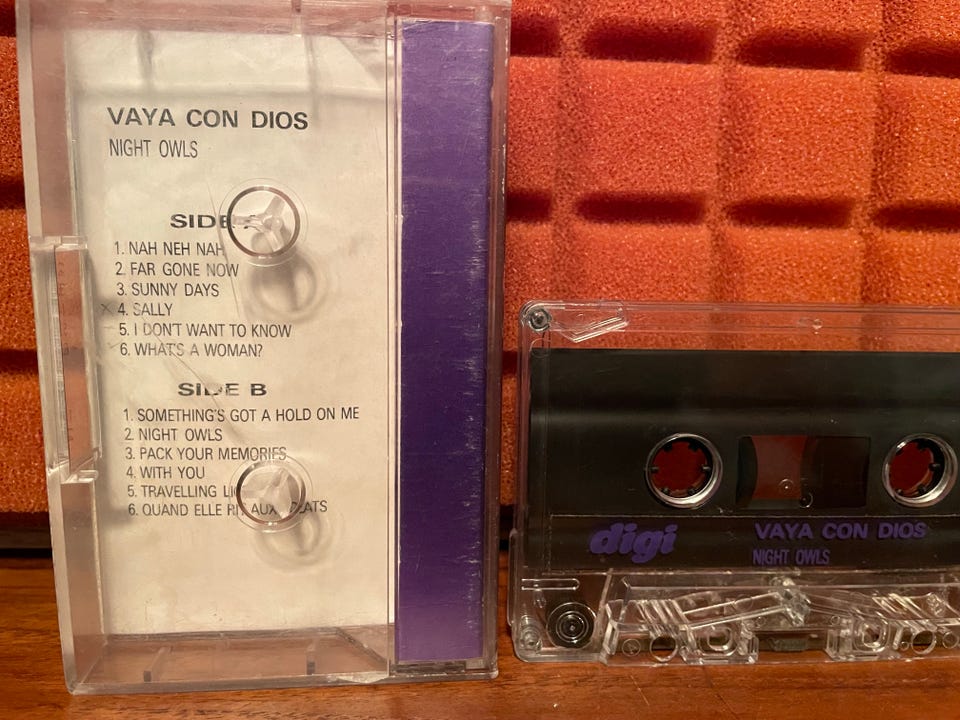 VAYA CON DIOS
NIGHT OWLS
SIDE
1. NAH NEH NAH
2. FAR GONE NOW
3. SUNNY DAYS
4. SALLY
5. I DON'T WANT TO KNOW
6. WHAT'S A WOMAN?
SIDE B
1. SOMETHING'S GOT A HOLD ON ME
2. NIGHT OWLS
3. PACK YOUR MEMORIES
4. WITH YOU
5. TRAVELLING
6. QUAND ELLE RIT AUX
digi
VAYA CON DIOS
NIGHT OWLS